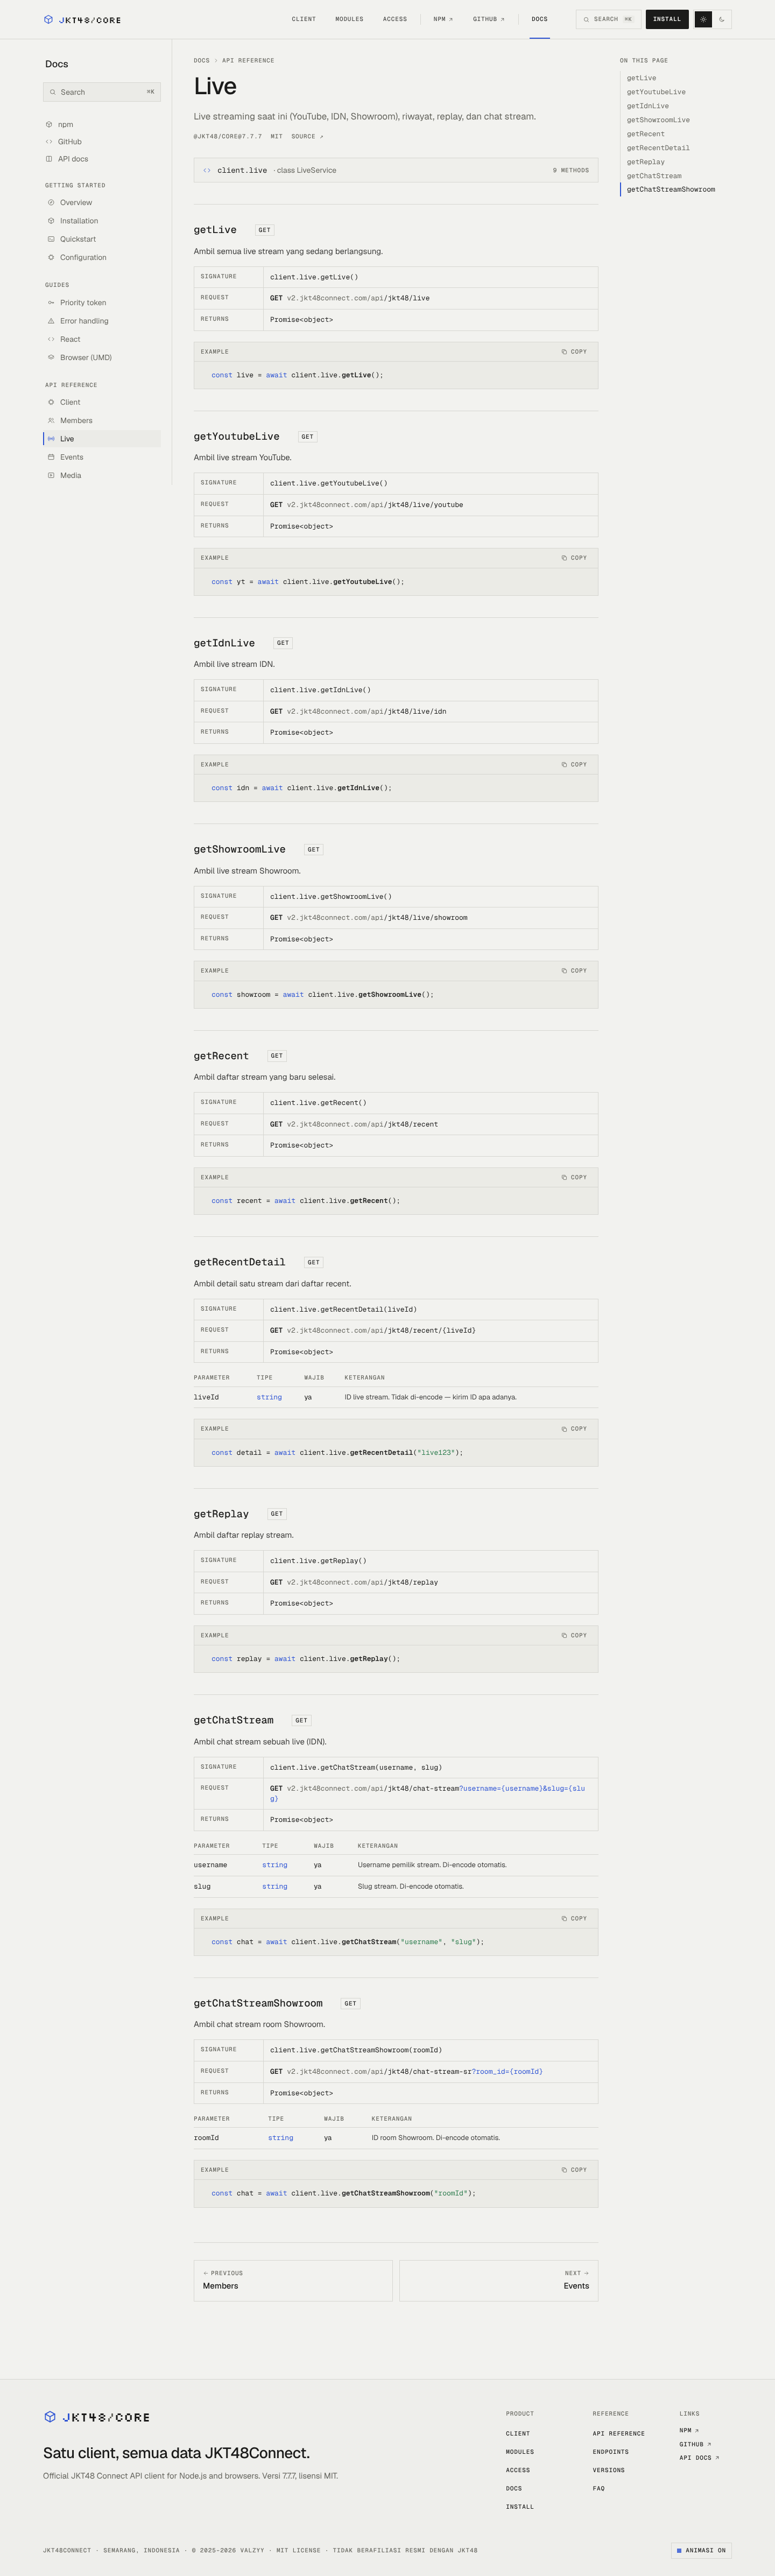 JKT48/CORE
CLIENT MODULES ACCESS NPM ↗ GITHUB ↗ DOCS
SEARCH ⌘K
INSTALL
Docs
Search ⌘K
npm
GitHub
API docs
GETTING STARTED
Overview
Installation
Quickstart
Configuration
GUIDES
Priority token
Error handling
React
Browser (UMD)
API REFERENCE
Client
Members
Live
Events
Media
DOCS > API REFERENCE
Live
Live streaming saat ini (YouTube, IDN, Showroom), riwayat, replay, dan chat stream.
@JKT48/CORE@7.7.7 MIT SOURCE ↗
client.live · class LiveService 9 METHODS
getLive GET
Ambil semua live stream yang sedang berlangsung.
SIGNATURE client.live.getLive()
REQUEST GET v2.jkt48connect.com/api/jkt48/live
RETURNS Promise<object>
EXAMPLE COPY
const live = await client.live.getLive();
getYoutubeLive GET
Ambil live stream YouTube.
SIGNATURE client.live.getYoutubeLive()
REQUEST GET v2.jkt48connect.com/api/jkt48/live/youtube
RETURNS Promise<object>
EXAMPLE COPY
const yt = await client.live.getYoutubeLive();
getIdnLive GET
Ambil live stream IDN.
SIGNATURE client.live.getIdnLive()
REQUEST GET v2.jkt48connect.com/api/jkt48/live/idn
RETURNS Promise<object>
EXAMPLE COPY
const idn = await client.live.getIdnLive();
getShowroomLive GET
Ambil live stream Showroom.
SIGNATURE client.live.getShowroomLive()
REQUEST GET v2.jkt48connect.com/api/jkt48/live/showroom
RETURNS Promise<object>
EXAMPLE COPY
const showroom = await client.live.getShowroomLive();
getRecent GET
Ambil daftar stream yang baru selesai.
SIGNATURE client.live.getRecent()
REQUEST GET v2.jkt48connect.com/api/jkt48/recent
RETURNS Promise<object>
EXAMPLE COPY
const recent = await client.live.getRecent();
getRecentDetail GET
Ambil detail satu stream dari daftar recent.
SIGNATURE client.live.getRecentDetail(liveId)
REQUEST GET v2.jkt48connect.com/api/jkt48/recent/{liveId}
RETURNS Promise<object>
PARAMETER TIPE WAJIB KETERANGAN
liveId string ya ID live stream. Tidak di-encode — kirim ID apa adanya.
EXAMPLE COPY
const detail = await client.live.getRecentDetail("live123");
getReplay GET
Ambil daftar replay stream.
SIGNATURE client.live.getReplay()
REQUEST GET v2.jkt48connect.com/api/jkt48/replay
RETURNS Promise<object>
EXAMPLE COPY
const replay = await client.live.getReplay();
getChatStream GET
Ambil chat stream sebuah live (IDN).
SIGNATURE client.live.getChatStream(username, slug)
REQUEST GET v2.jkt48connect.com/api/jkt48/chat-stream?username={username}&slug={slu
g}
RETURNS Promise<object>
PARAMETER TIPE WAJIB KETERANGAN
username string ya Username pemilik stream. Di-encode otomatis.
slug string ya Slug stream. Di-encode otomatis.
EXAMPLE COPY
const chat = await client.live.getChatStream("username", "slug");
getChatStreamShowroom GET
Ambil chat stream room Showroom.
SIGNATURE client.live.getChatStreamShowroom(roomId)
REQUEST GET v2.jkt48connect.com/api/jkt48/chat-stream-sr?room_id={roomId}
RETURNS Promise<object>
PARAMETER TIPE WAJIB KETERANGAN
roomId string ya ID room Showroom. Di-encode otomatis.
EXAMPLE COPY
const chat = await client.live.getChatStreamShowroom("roomId");
← PREVIOUS
Members
NEXT →
Events
ON THIS PAGE
getLive
getYoutubeLive
getIdnLive
getShowroomLive
getRecent
getRecentDetail
getReplay
getChatStream
getChatStreamShowroom
JKT48/CORE
Satu client, semua data JKT48Connect.
Official JKT48 Connect API client for Node.js and browsers. Versi 7.7.7, lisensi MIT.
PRODUCT
CLIENT
MODULES
ACCESS
DOCS
INSTALL
REFERENCE
API REFERENCE
ENDPOINTS
VERSIONS
FAQ
LINKS
NPM ↗
GITHUB ↗
API DOCS ↗
JKT48CONNECT · SEMARANG, INDONESIA · © 2025–2026 VALZYY · MIT LICENSE · TIDAK BERAFILIASI RESMI DENGAN JKT48
ANIMASI ON